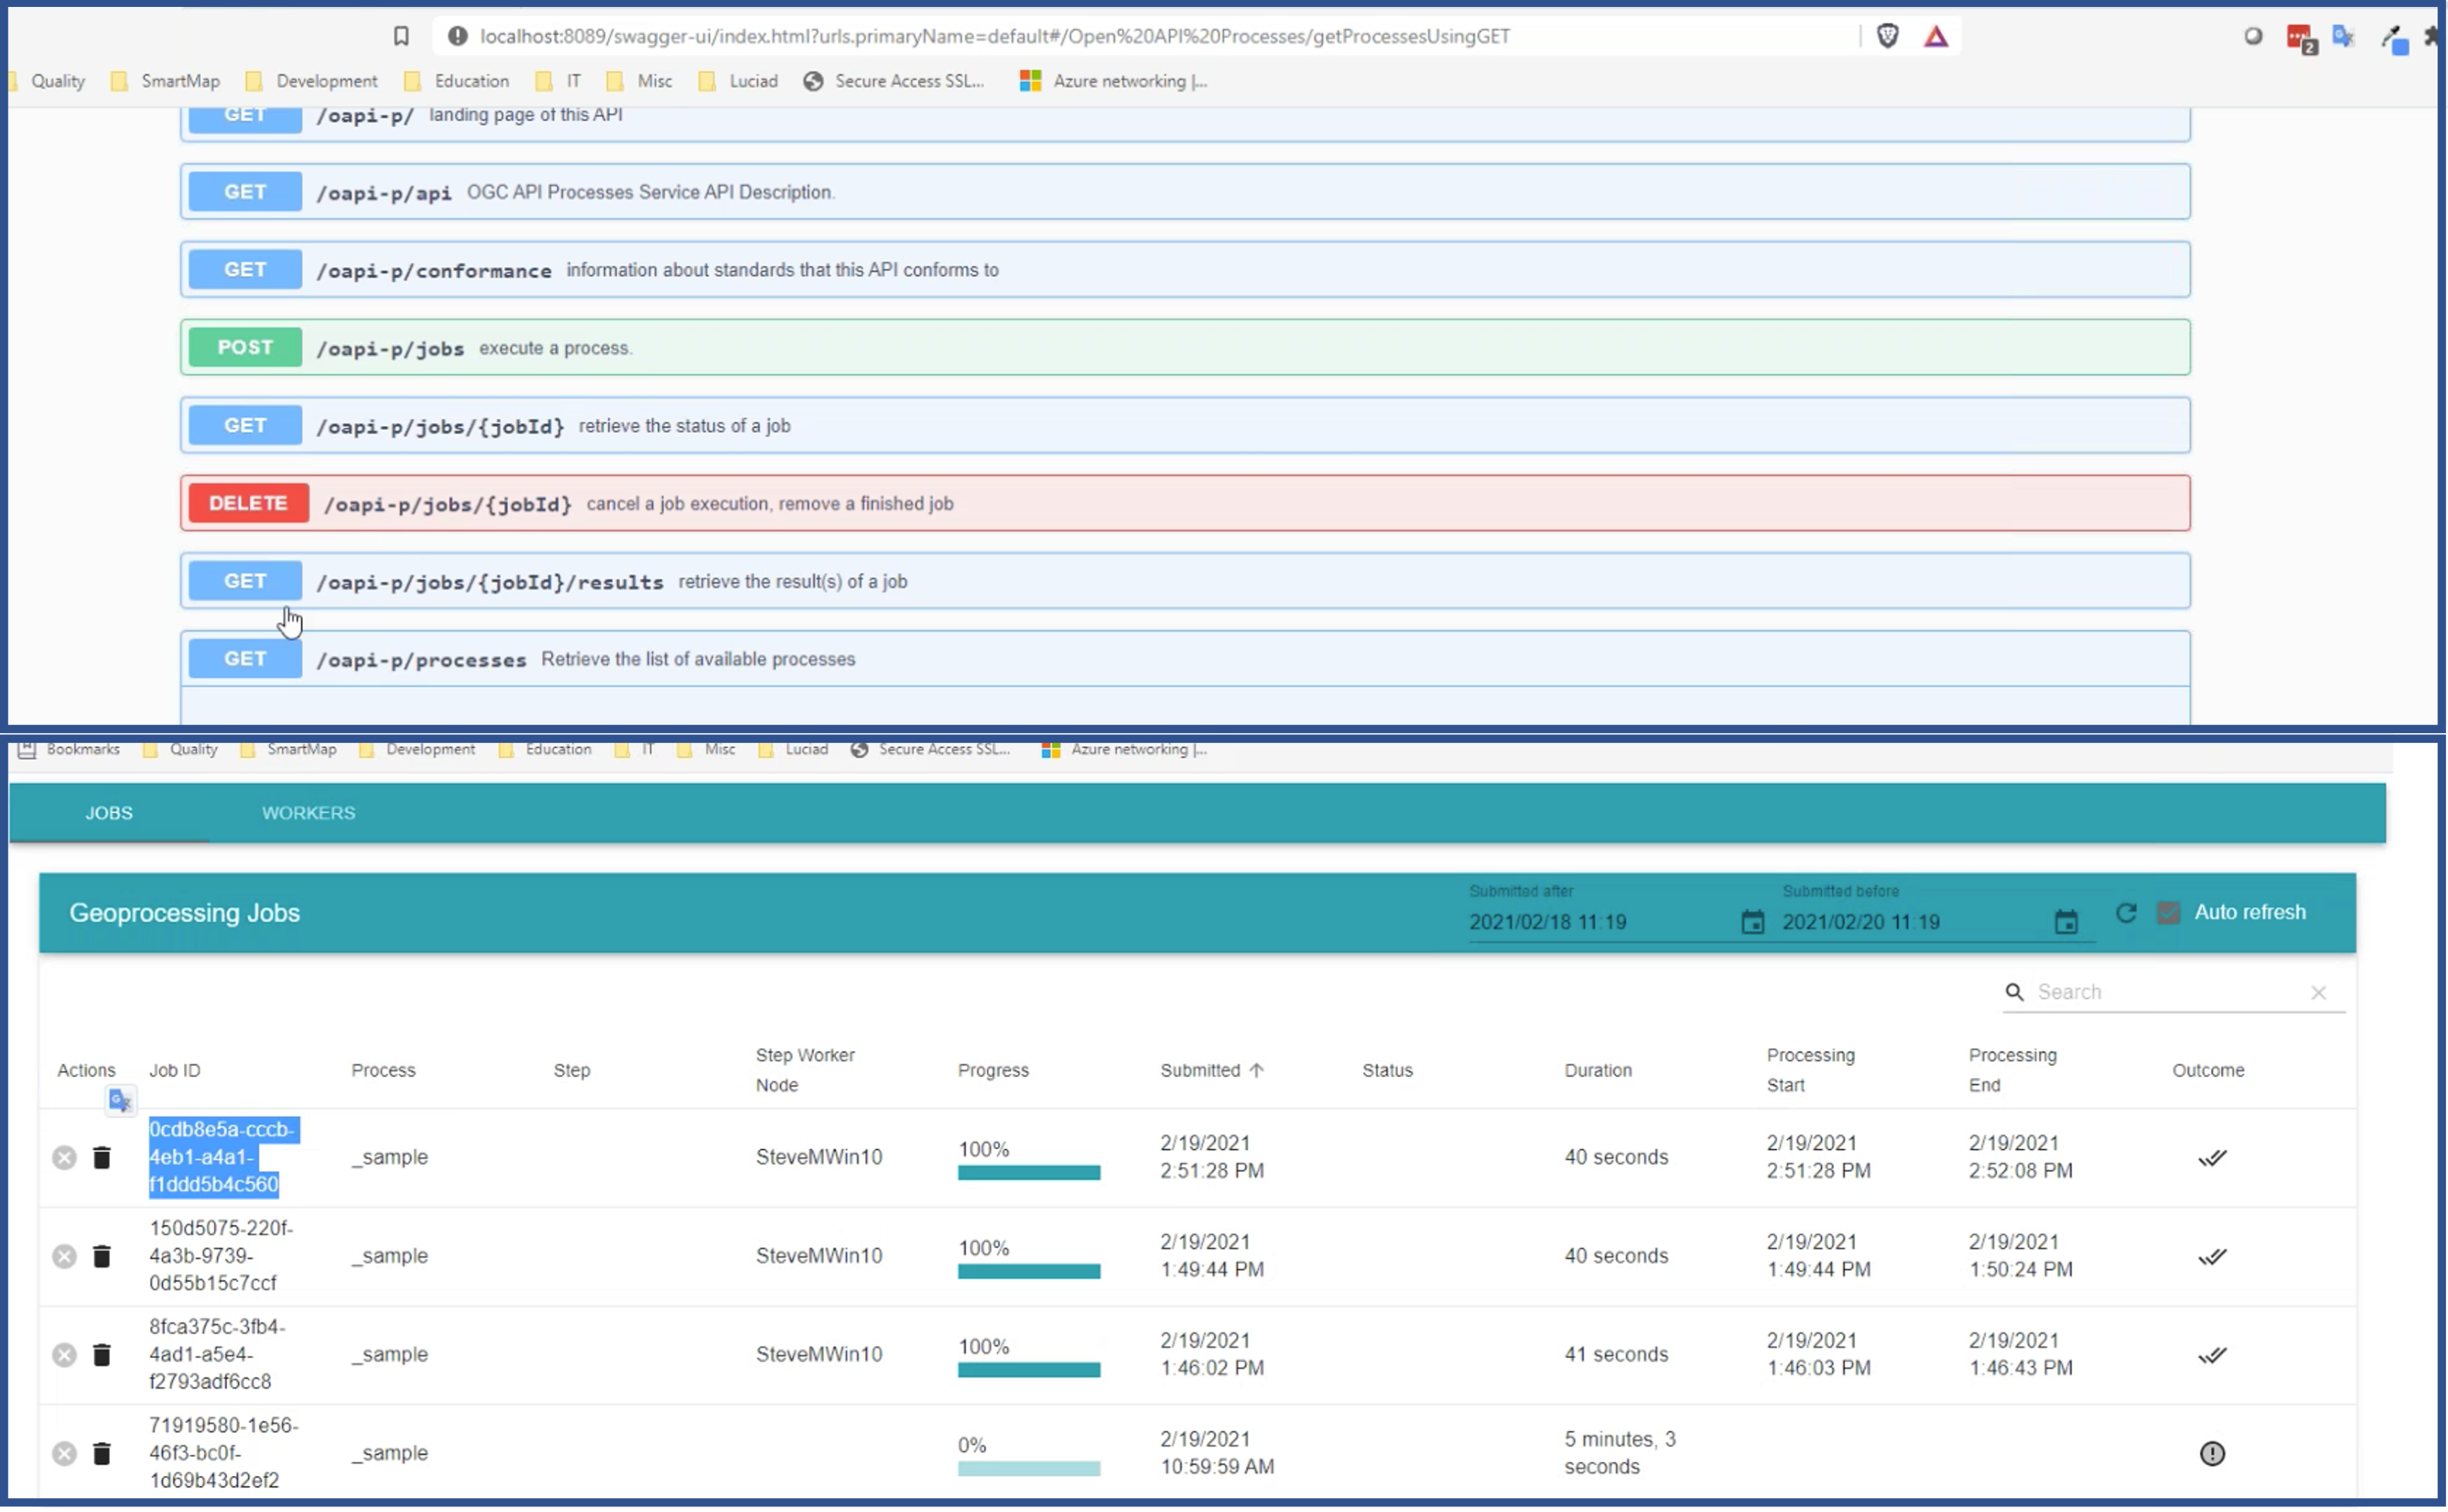 localhost:8089/swagger-ui/index.html?urls.primaryName=default#/Open%20API%20Processes/getProcessesUsingGET
2
Quality SmartMap Development Education IT Misc Luciad Secure Access SSL... Azure networking |...
GET /oapi-p/ landing page of this API
GET /oapi-p/api OGC API Processes Service API Description.
GET /oapi-p/conformance information about standards that this API conforms to
POST /oapi-p/jobs execute a process.
GET /oapi-p/jobs/{jobId} retrieve the status of a job
DELETE /oapi-p/jobs/{jobId} cancel a job execution, remove a finished job
GET /oapi-p/jobs/{jobId}/results retrieve the result(s) of a job
GET /oapi-p/processes Retrieve the list of available processes
Bookmarks Quality SmartMap Development Education IT Misc Luciad Secure Access SSL... Azure networking |...
JOBS WORKERS
Geoprocessing Jobs
Submitted after Submitted before
2021/02/18 11:19 2021/02/20 11:19 Auto refresh
Search
Actions Job ID Process Step Step Worker Node Progress Submitted Status Duration Processing Start Processing End Outcome
0cdb8e5a-cccb-
4eb1-a4a1-
f1ddd5b4c560
_sample SteveMWin10 100% 2/19/2021 2:51:28 PM 40 seconds 2/19/2021 2:51:28 PM 2/19/2021 2:52:08 PM
150d5075-220f-
4a3b-9739-
0d55b15c7ccf
_sample SteveMWin10 100% 2/19/2021 1:49:44 PM 40 seconds 2/19/2021 1:49:44 PM 2/19/2021 1:50:24 PM
8fca375c-3fb4-
4ad1-a5e4-
f2793adf6cc8
_sample SteveMWin10 100% 2/19/2021 1:46:02 PM 41 seconds 2/19/2021 1:46:03 PM 2/19/2021 1:46:43 PM
71919580-1e56-
46f3-bc0f-
1d69b43d2ef2
_sample 0% 2/19/2021 10:59:59 AM 5 minutes, 3 seconds